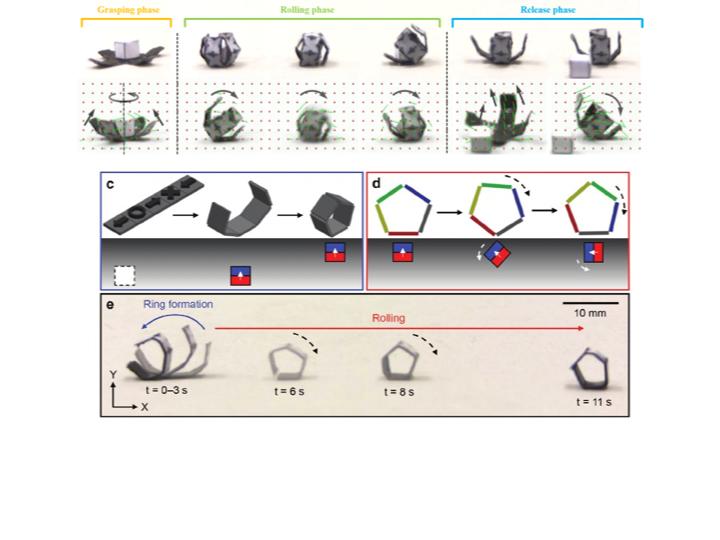 Grasping phase
Rolling phase
Release phase
c
d
e
Ring formation
Rolling
10 mm
Y
X
t = 0–3 s
t = 6 s
t = 8 s
t = 11 s